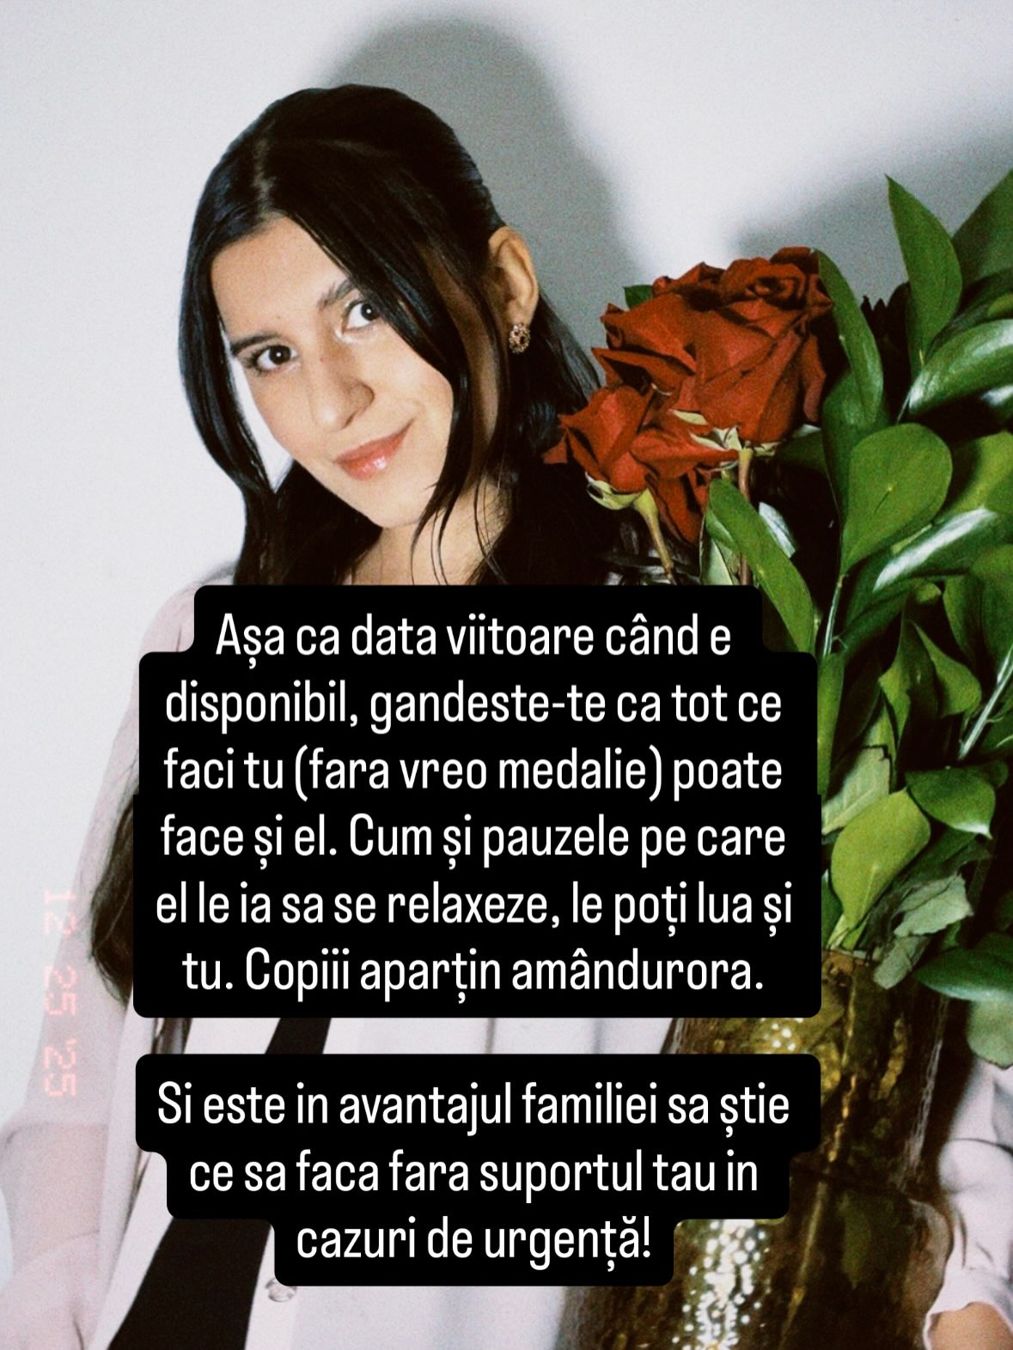 Așa ca data viitoare când e
disponibil, gandeste-te ca tot ce
faci tu (fara vreo medalie) poate
face și el. Cum și pauzele pe care
el le ia sa se relaxeze, le poți lua și
tu. Copiii aparțin amândurora.
Si este in avantajul familiei sa știe
ce sa faca fara suportul tau in
cazuri de urgență!
12 25 '25